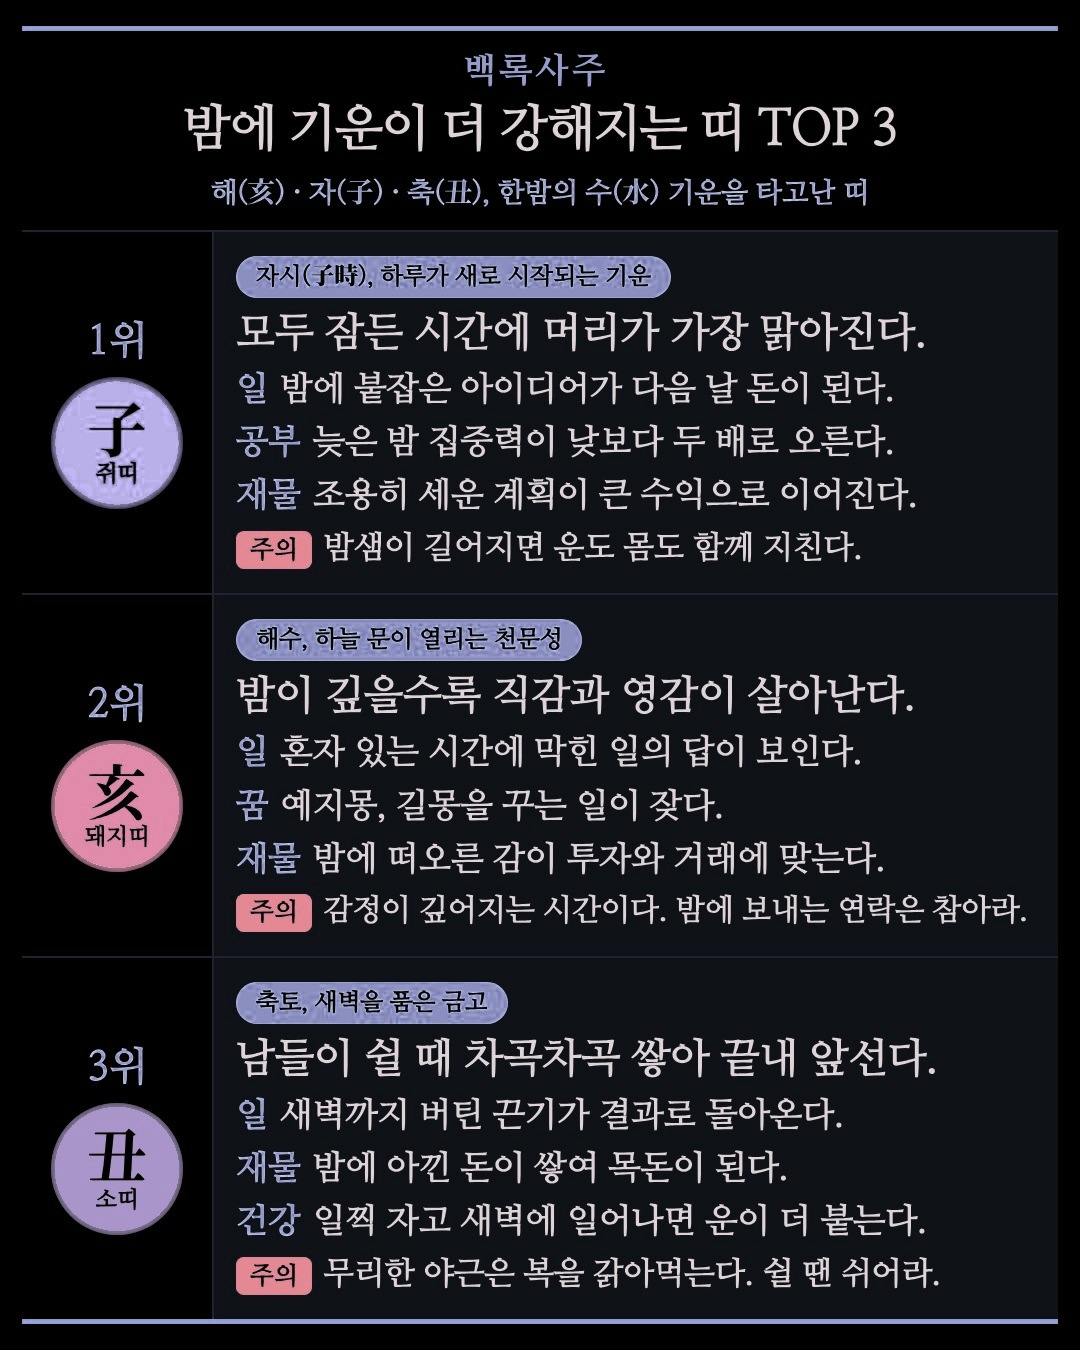 백록사주
밤에 기운이 더 강해지는 띠 TOP 3
해(亥) · 자(子) · 축(丑), 한밤의 수(水) 기운을 타고난 띠
1위
子
쥐띠
자시(子時), 하루가 새로 시작되는 기운
모두 잠든 시간에 머리가 가장 맑아진다.
일 밤에 붙잡은 아이디어가 다음 날 돈이 된다.
공부 늦은 밤 집중력이 낮보다 두 배로 오른다.
재물 조용히 세운 계획이 큰 수익으로 이어진다.
주의 밤샘이 길어지면 운도 몸도 함께 지친다.
2위
亥
돼지띠
해수, 하늘 문이 열리는 천문성
밤이 깊을수록 직감과 영감이 살아난다.
일 혼자 있는 시간에 막힌 일의 답이 보인다.
꿈 예지몽, 길몽을 꾸는 일이 잦다.
재물 밤에 떠오른 감이 투자와 거래에 맞는다.
주의 감정이 깊어지는 시간이다. 밤에 보내는 연락은 참아라.
3위
丑
소띠
축토, 새벽을 품은 금고
남들이 쉴 때 차곡차곡 쌓아 끝내 앞선다.
일 새벽까지 버틴 끈기가 결과로 돌아온다.
재물 밤에 아낀 돈이 쌓여 목돈이 된다.
건강 일찍 자고 새벽에 일어나면 운이 더 붙는다.
주의 무리한 야근은 복을 갉아먹는다. 쉴 땐 쉬어라.